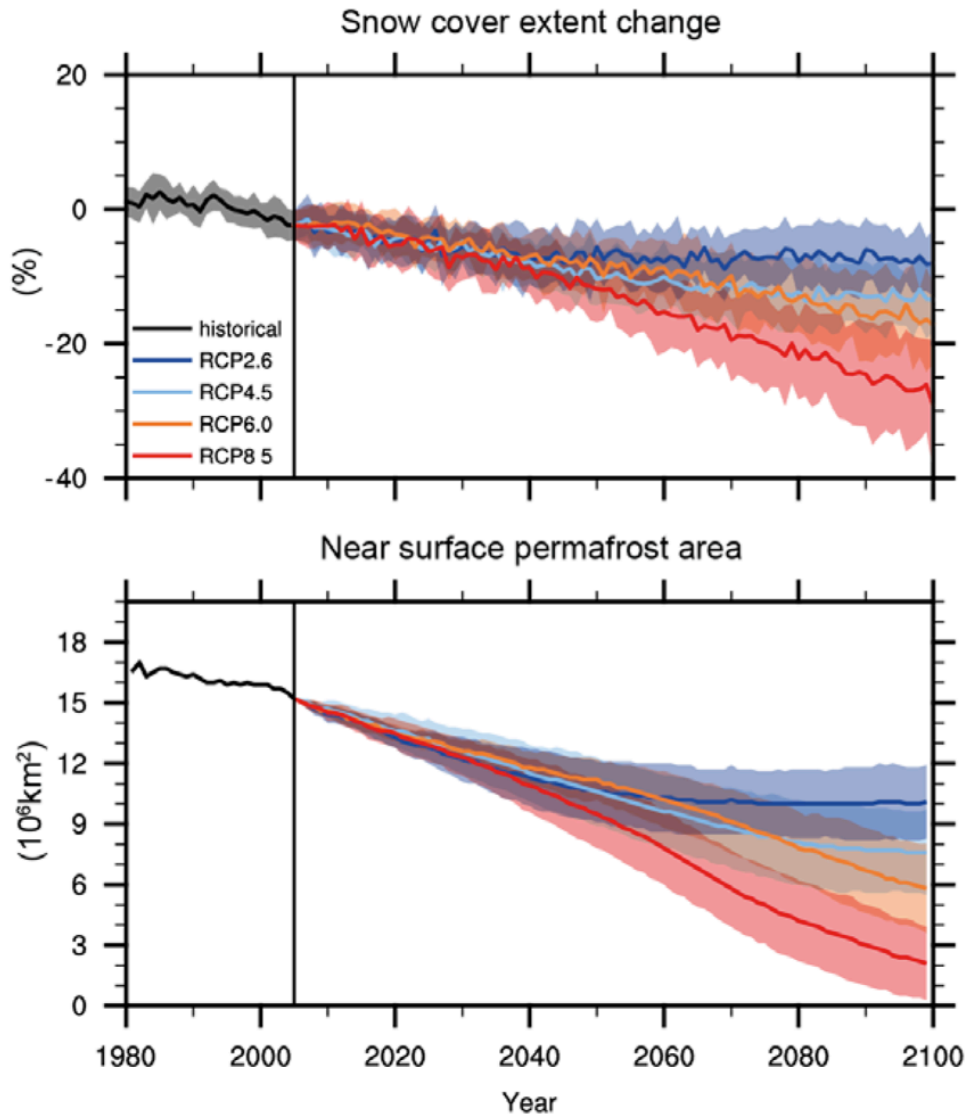 Snow cover extent change
20
0
-20
-40
(%)
historical
RCP2.6
RCP4.5
RCP6.0
RCP8 5
Near surface permafrost area
18
15
12
9
6
3
0
(10⁶km²)
1980 2000 2020 2040 2060 2080 2100
Year